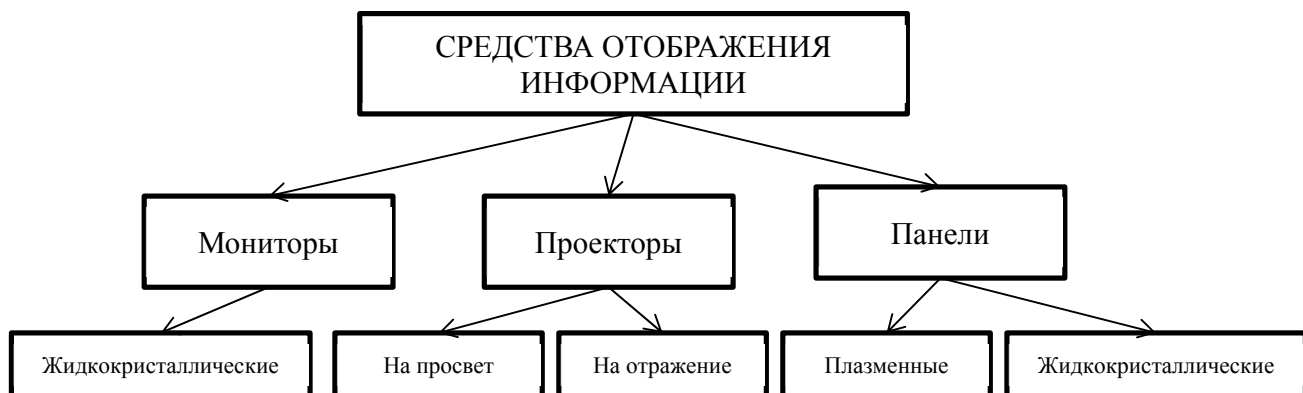 СРЕДСТВА ОТОБРАЖЕНИЯ
ИНФОРМАЦИИ
Мониторы
Проекторы
Панели
Жидкокристаллические
На просвет
На отражение
Плазменные
Жидкокристаллические